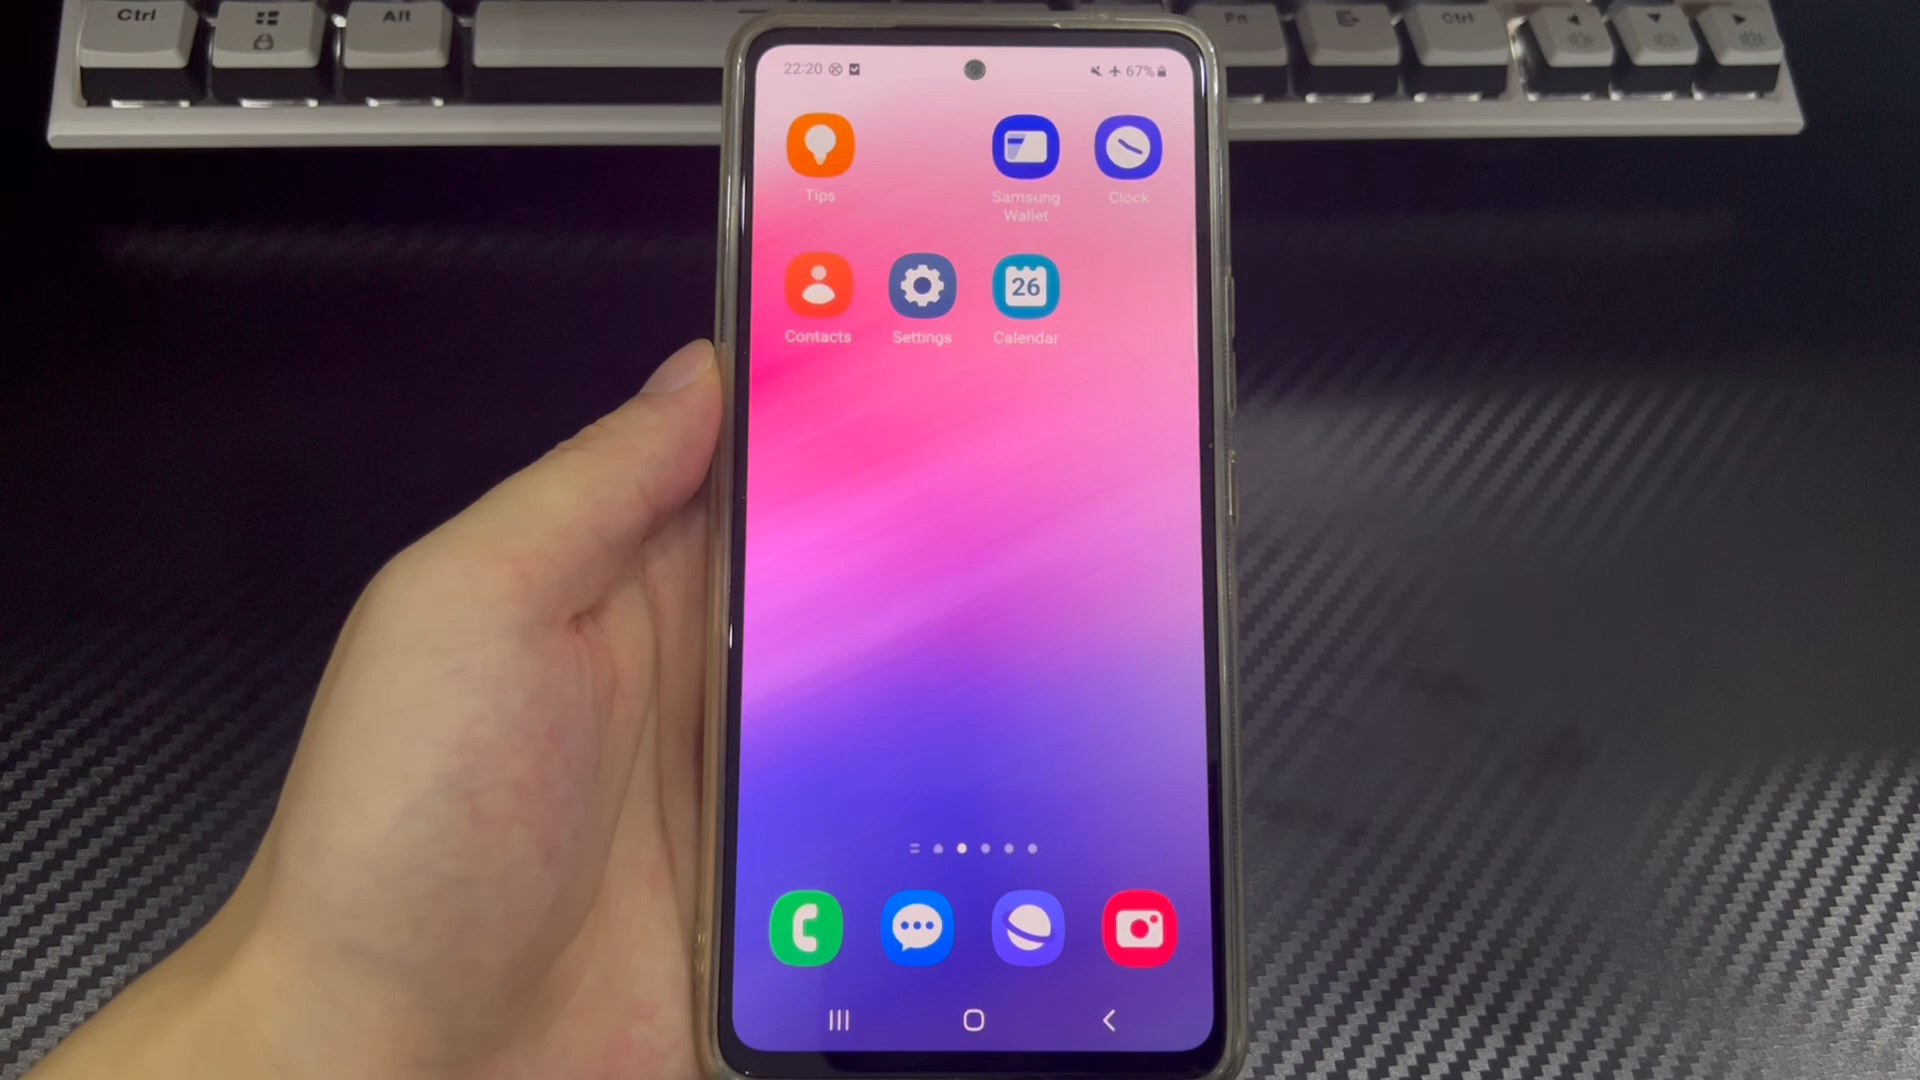 Ctrl
Alt
Fn
Ctrl
22:20
67%
Tips
Samsung
Wallet
Clock
Contacts
Settings
26
Calendar